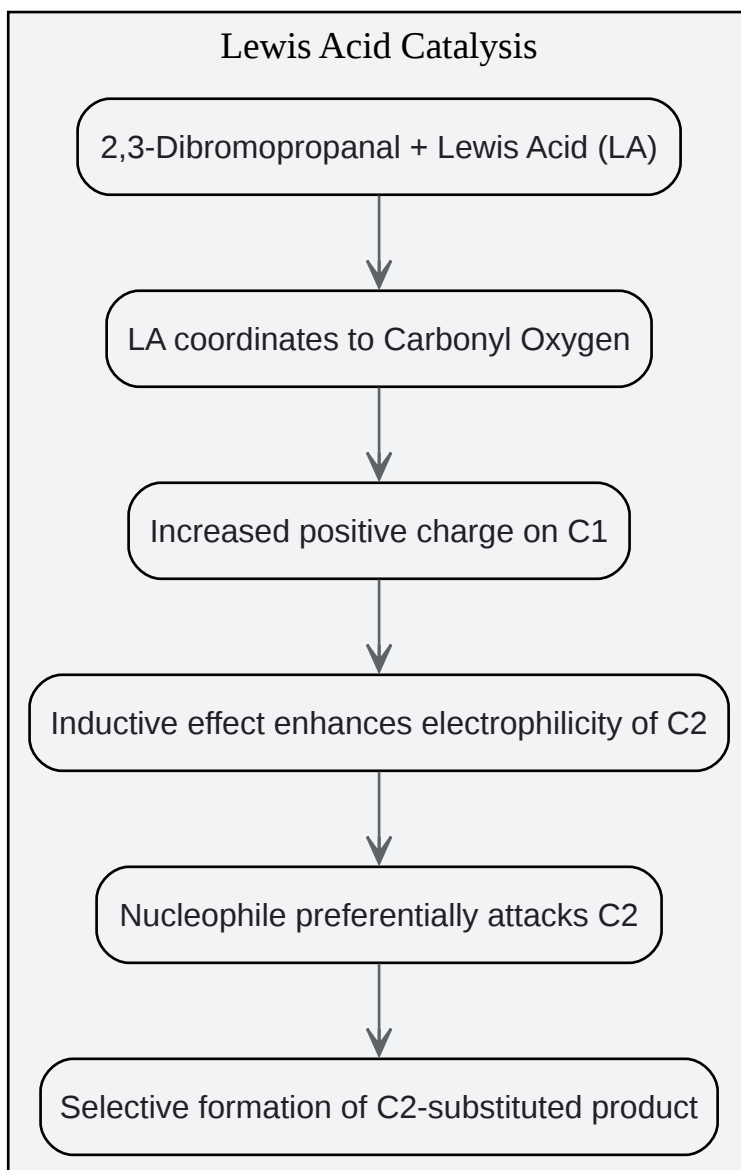 Lewis Acid Catalysis
2,3-Dibromopropanal + Lewis Acid (LA)
LA coordinates to Carbonyl Oxygen
Increased positive charge on C1
Inductive effect enhances electrophilicity of C2
Nucleophile preferentially attacks C2
Selective formation of C2-substituted product